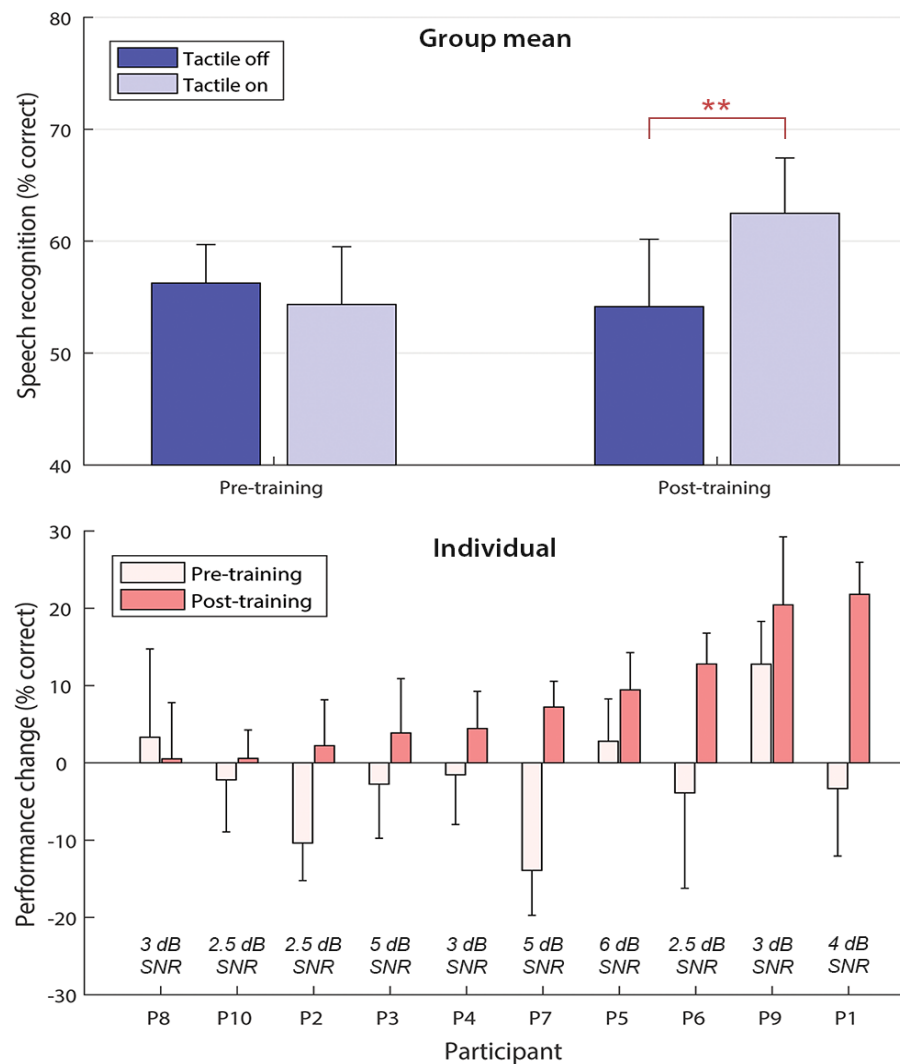 Group mean
Tactile off
Tactile on
**
Speech recognition (% correct)
80
70
60
50
40
Pre-training
Post-training
Individual
Pre-training
Post-training
Performance change (% correct)
30
20
10
0
-10
-20
-30
3 dB 2.5 dB 2.5 dB 5 dB 3 dB 5 dB 6 dB 2.5 dB 3 dB 4 dB
SNR SNR SNR SNR SNR SNR SNR SNR SNR SNR
P8 P10 P2 P3 P4 P7 P5 P6 P9 P1
Participant